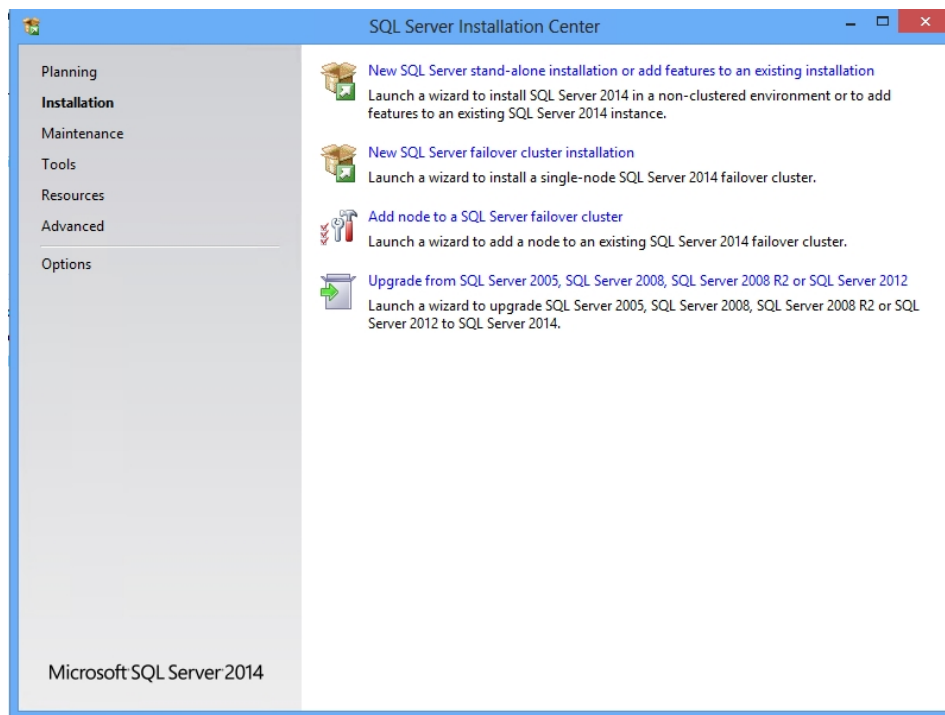 SQL Server Installation Center
Planning
Installation
Maintenance
Tools
Resources
Advanced
Options
New SQL Server stand-alone installation or add features to an existing installation
Launch a wizard to install SQL Server 2014 in a non-clustered environment or to add
features to an existing SQL Server 2014 instance.
New SQL Server failover cluster installation
Launch a wizard to install a single-node SQL Server 2014 failover cluster.
Add node to a SQL Server failover cluster
Launch a wizard to add a node to an existing SQL Server 2014 failover cluster.
Upgrade from SQL Server 2005, SQL Server 2008, SQL Server 2008 R2 or SQL Server 2012
Launch a wizard to upgrade SQL Server 2005, SQL Server 2008, SQL Server 2008 R2 or SQL
Server 2012 to SQL Server 2014.
Microsoft SQL Server 2014